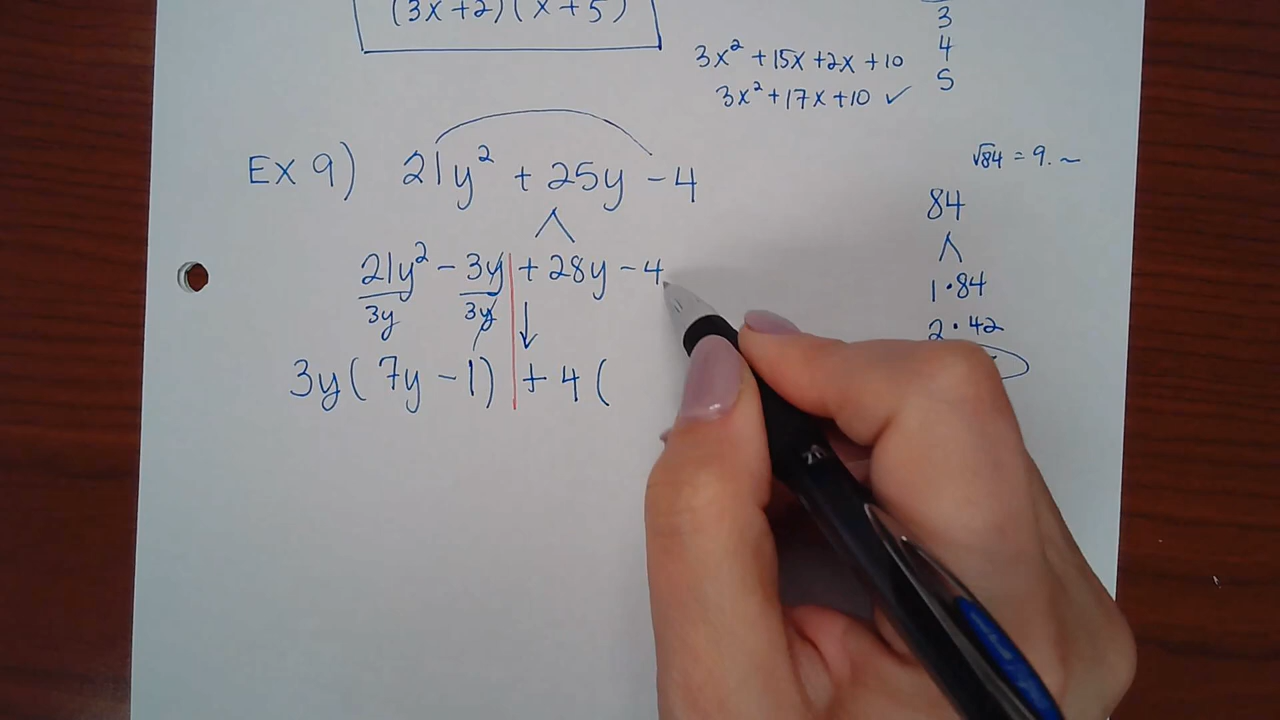 (3x+2)(x+5)
3
4
5
3x² +15x+2x +10
3x²+17x+10 ✓
Ex 9) 21y² + 25y - 4
√84 = 9. ~
84
1·84
2·42
21y² - 3y + 28y - 4
3y 3y
3y( 7y - 1) + 4 (